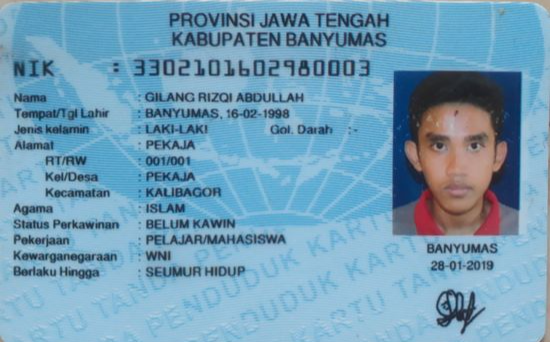 PROVINSI JAWA TENGAH
KABUPATEN BANYUMAS
NIK : 3302101602980003
Nama : GILANG RIZQI ABDULLAH
Tempat/Tgl Lahir : BANYUMAS, 16-02-1998
Jenis kelamin : LAKI-LAKI Gol. Darah :-
Alamat : PEKAJA
RT/RW : 001/001
Kel/Desa : PEKAJA
Kecamatan : KALIBAGOR
Agama : ISLAM
Status Perkawinan : BELUM KAWIN
Pekerjaan : PELAJAR/MAHASISWA
Kewarganegaraan : WNI
Berlaku Hingga : SEUMUR HIDUP
BANYUMAS
28-01-2019
KARTU TANDA PENDUDUK